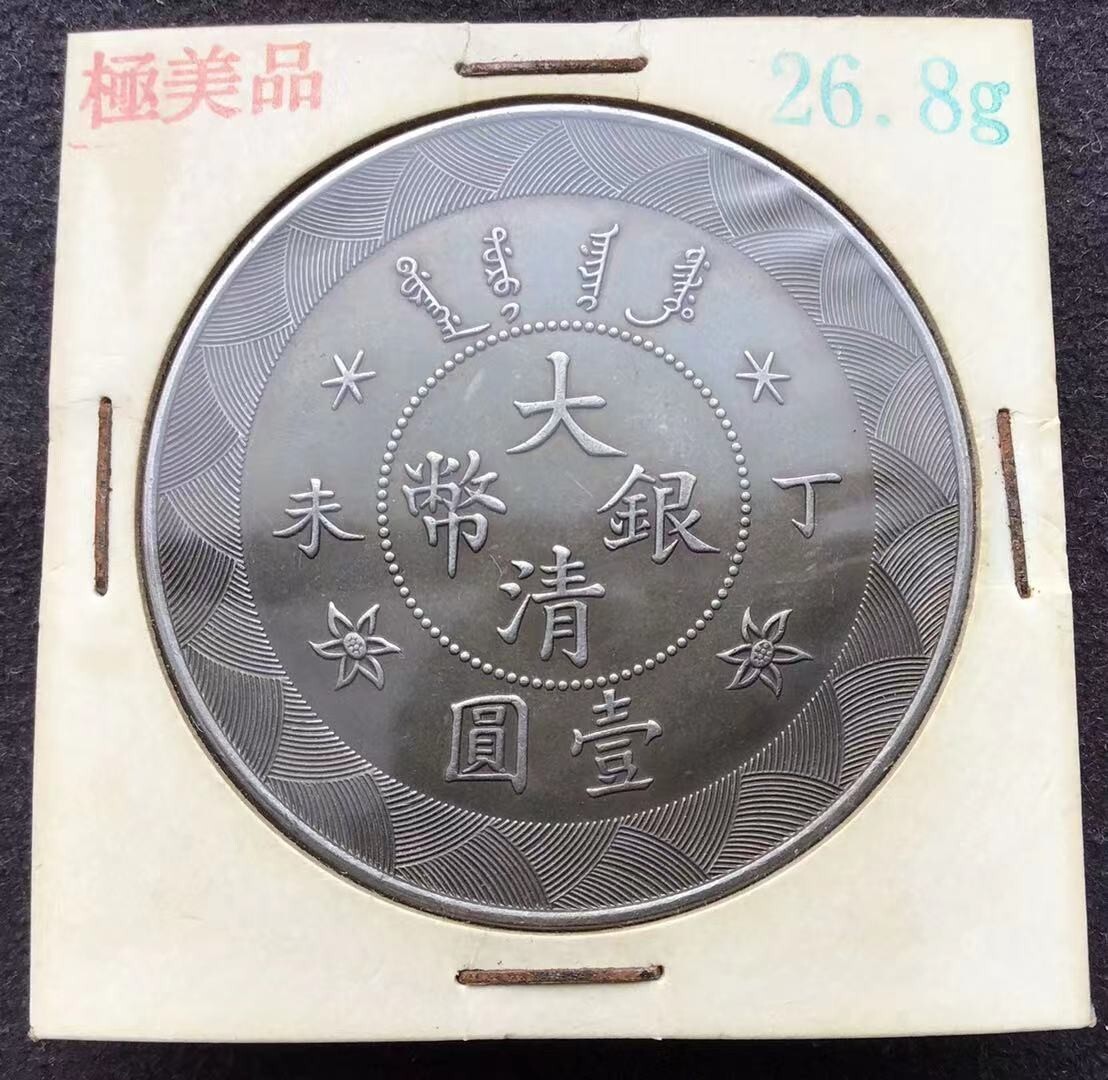 極美品
26.8g
大清銀幣
丁未
壹圓